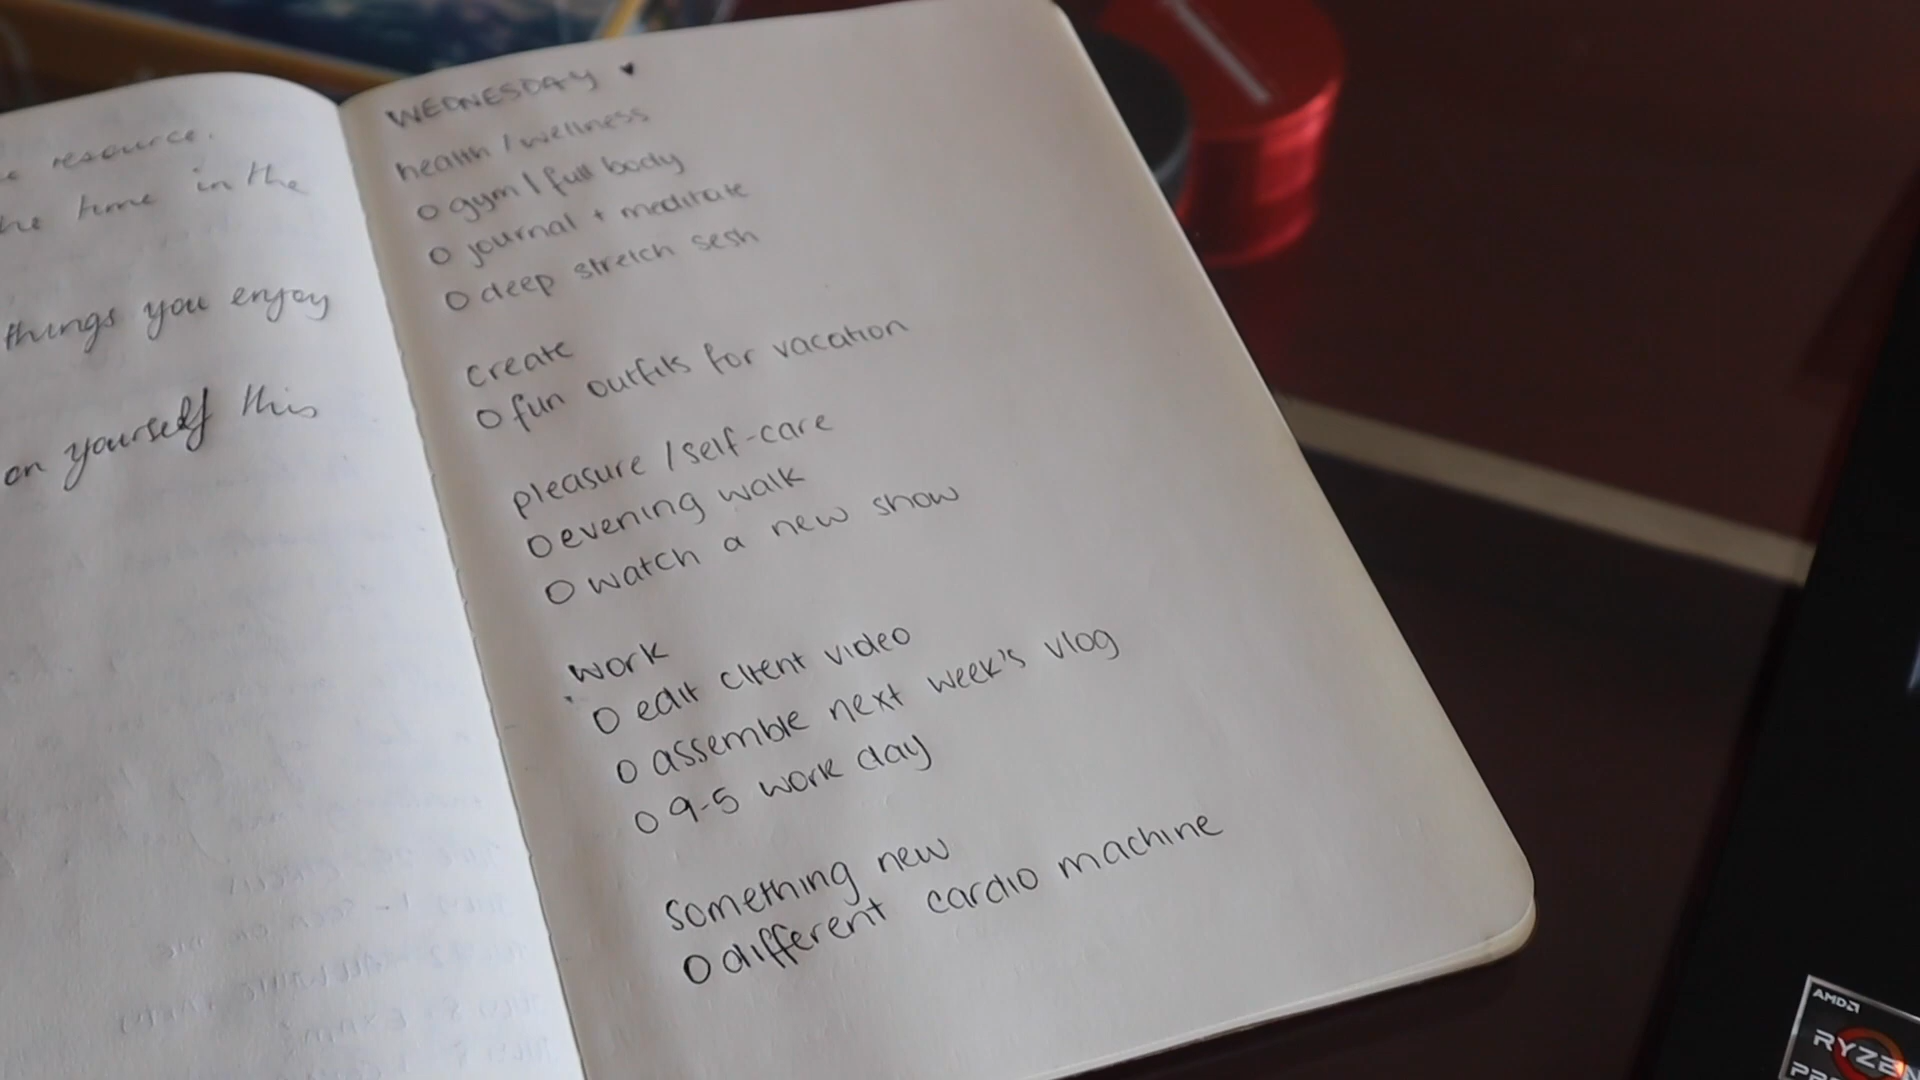 resource.
he time in the
things you enjoy
on yourself this
WEDNESDAY ♥
health / wellness
O gym / full body
O journal + meditate
O deep stretch sesh
create
O fun outfits for vacation
pleasure / self-care
O evening walk
O watch a new show
work
O edit client video
O assemble next week's vlog
O 9-5 work day
something new
O different cardio machine
AMD
RYZEN
PR